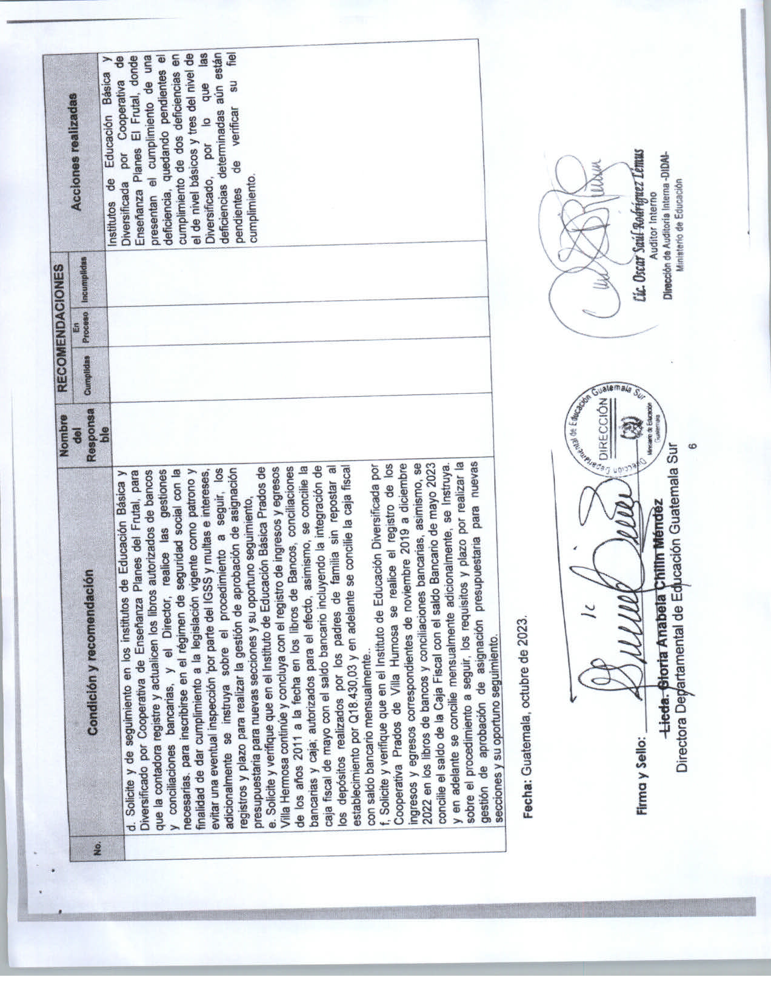 No.
Condición y recomendación
Nombre
del
Responsa
ble
RECOMENDACIONES
Cumplidas
En
Proceso
Incumplidas
Acciones realizadas
d. Solicite y de seguimiento en los institutos de Educación Básica y
Diversificado por Cooperativa de Enseñanza Planes del Frutal, para
que la contadora registre y actualicen los libros autorizados de bancos
y conciliaciones bancarias, y el Director, realice las gestiones
necesarias. para inscribirse en el régimen de seguridad social con la
finalidad de dar cumplimiento a la legislación vigente como patrono y
evitar una eventual inspección 'por parte del IGSS y multas e intereses,
adicionalmente se instruya sobre el procedimiento a seguir, los
registros y plazo para realizar la gestión de aprobación de asignación
presupuestaria para nuevas secciones y su oportuno seguimiento,
e. Solicite y verifique que en el Instituto de Educación Básica Prados de
Villa Hermosa continúe y concluya con el registro de ingresos y egresos
de los años 2011 a la fecha en los libros de Bancos, conciliaciones
bancarias y caja; autorizados para el efecto, asimismo, se concilie la
caja fiscal de mayo con el saldo bancario incluyendo la integración de
los depósitos realizados por los padres de familia sin repostar al
establecimiento por Q18.430,03 y en adelante se concilie la caja fiscal
con saldo bancario mensualmente..
f, Solicite y verifique que en el Instituto de Educación Diversificada por
Cooperativa Prados de Villa Humosa se realice el registro de los
ingresos y egresos correspondientes de noviembre 2019 a diciembre
2022 en los libros de bancos y conciliaciones bancarias, asimismo, se
concilie el saldo de la Caja Fiscal con el saldo Bancario de mayo 2023
y en adelante se concilie mensualmente adicionalmente, se Instruya.
sobre el procedimiento a seguir, los requisitos y plazo por realizar la
gestión de aprobación de asignación presupuestaria para nuevas
secciones y su oportuno seguimiento.
Institutos de Educación Básica y
Diversificada por Cooperativa de
Enseñanza Planes El Frutal, donde
presentan el cumplimiento de una
deficiencia, quedando pendientes el
cumplimiento de dos deficiencias en
el de nivel básicos y tres del nivel de
Diversificado, por lo que las
deficiencias determinadas aún están
pendientes de verificar su fiel
cumplimiento.
Fecha: Guatemala, octubre de 2023.
Firma y Sello:
Licda. Gloria Anabela Chillin Méndez
Directora Departamental de Educación Guatemala Sur
Dirección Departamental de Educación Guatemala Sur
DIRECCIÓN
Ministerio de Educación
Guatemala
Lic. Oscar Saúl Rodríguez Lémus
Auditor Interno
Dirección de Auditoría Interna -DIDAI-
Ministerio de Educación
6